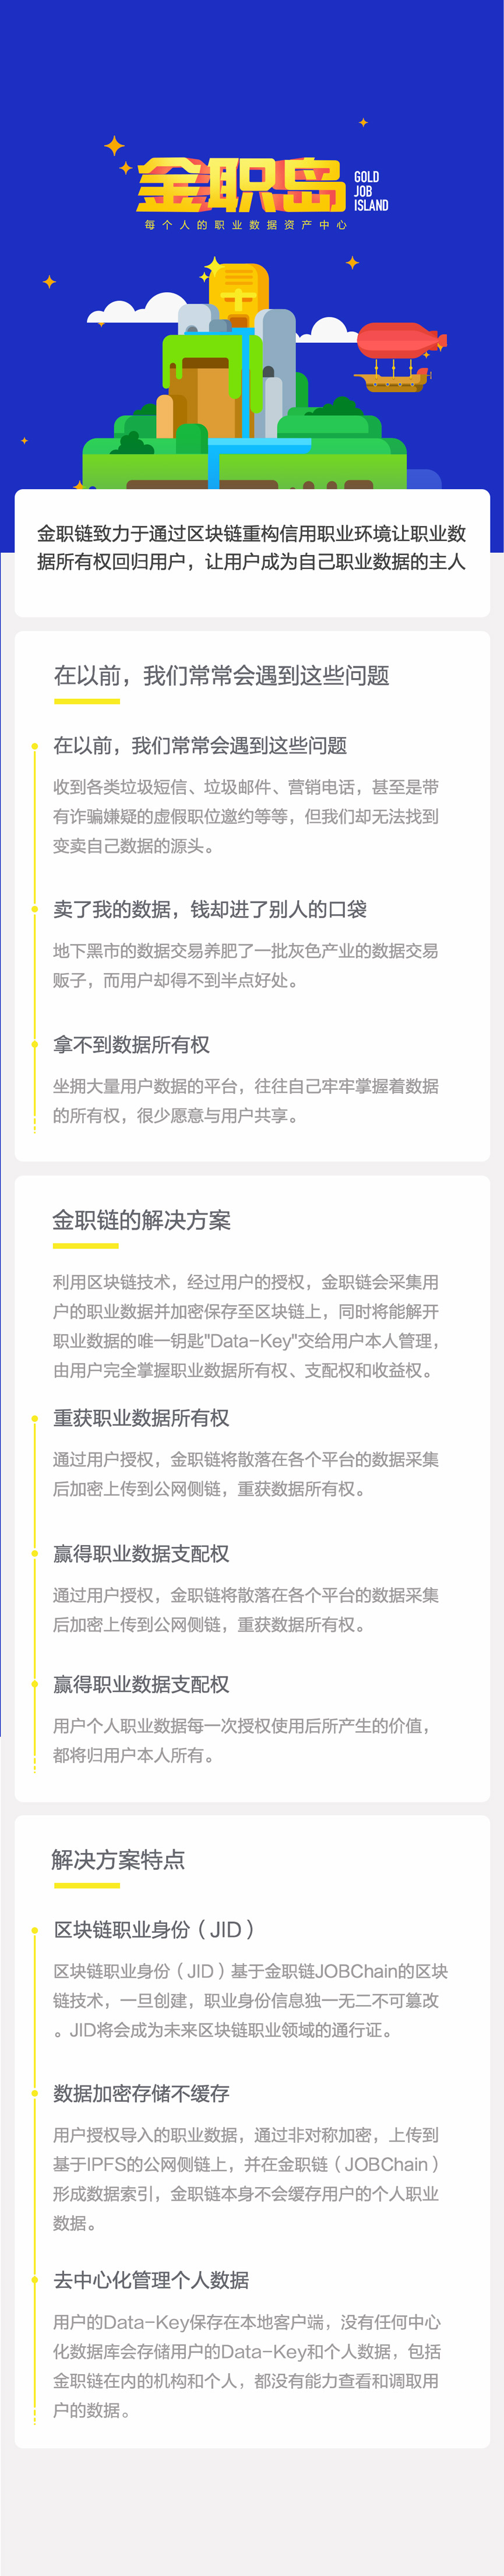 金职岛
GOLD
JOB
ISLAND
每个人的职业数据资产中心
金职链致力于通过区块链重构信用职业环境让职业数
据所有权回归用户，让用户成为自己职业数据的主人
在以前，我们常常会遇到这些问题
在以前，我们常常会遇到这些问题
收到各类垃圾短信、垃圾邮件、营销电话，甚至是带
有诈骗嫌疑的虚假职位邀约等等，但我们却无法找到
变卖自己数据的源头。
卖了我的数据，钱却进了别人的口袋
地下黑市的数据交易养肥了一批灰色产业的数据交易
贩子，而用户却得不到半点好处。
拿不到数据所有权
坐拥大量用户数据的平台，往往自己牢牢掌握着数据
的所有权，很少愿意与用户共享。
金职链的解决方案
利用区块链技术，经过用户的授权，金职链会采集用
户的职业数据并加密保存至区块链上，同时将能解开
职业数据的唯一钥匙"Data-Key"交给用户本人管理，
由用户完全掌握职业数据所有权、支配权和收益权。
重获职业数据所有权
通过用户授权，金职链将散落在各个平台的数据采集
后加密上传到公网侧链，重获数据所有权。
赢得职业数据支配权
通过用户授权，金职链将散落在各个平台的数据采集
后加密上传到公网侧链，重获数据所有权。
赢得职业数据支配权
用户个人职业数据每一次授权使用后所产生的价值，
都将归用户本人所有。
解决方案特点
区块链职业身份（JID）
区块链职业身份（JID）基于金职链JOBChain的区块
链技术，一旦创建，职业身份信息独一无二不可篡改
。JID将会成为未来区块链职业领域的通行证。
数据加密存储不缓存
用户授权导入的职业数据，通过非对称加密，上传到
基于IPFS的公网侧链上，并在金职链（JOBChain）
形成数据索引，金职链本身不会缓存用户的个人职业
数据。
去中心化管理个人数据
用户的Data-Key保存在本地客户端，没有任何中心
化数据库会存储用户的Data-Key和个人数据，包括
金职链在内的机构和个人，都没有能力查看和调取用
户的数据。